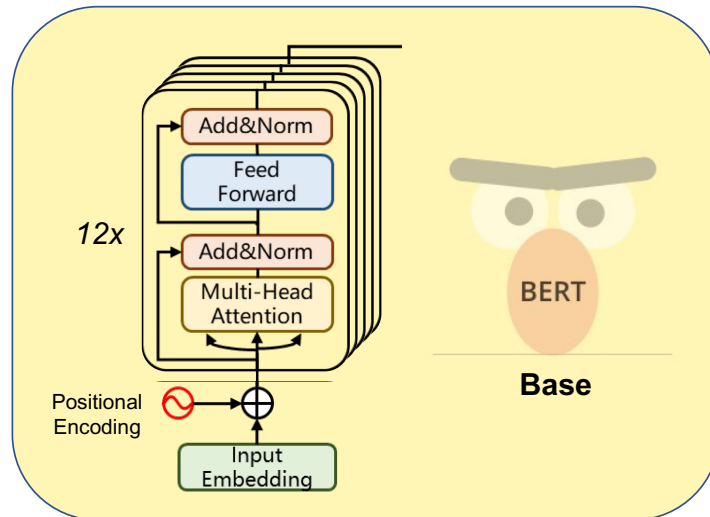 Add&Norm
Feed
Forward
12x
Add&Norm
Multi-Head
Attention
BERT
Base
Positional
Encoding
Input
Embedding